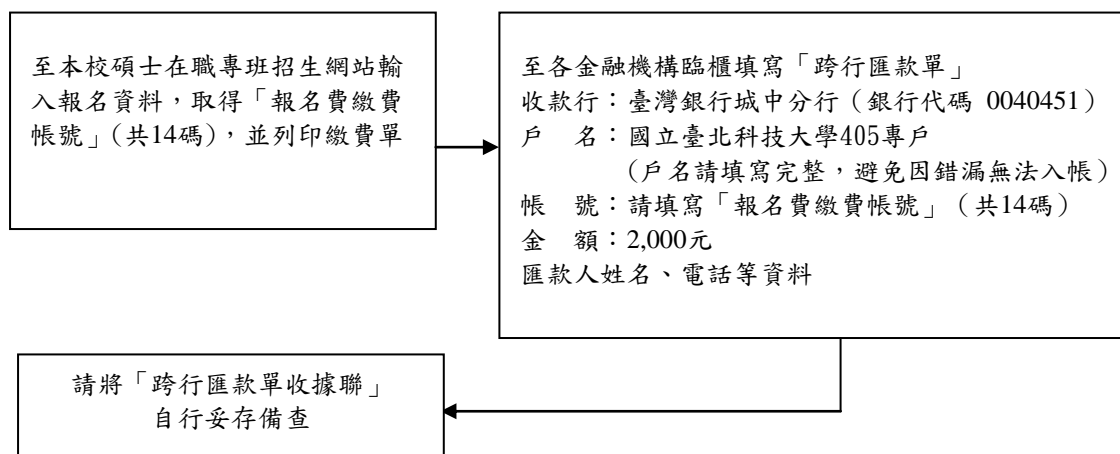 至本校碩士在職專班招生網站輸
入報名資料，取得「報名費繳費
帳號」(共14碼)，並列印繳費單
至各金融機構臨櫃填寫「跨行匯款單」
收款行：臺灣銀行城中分行（銀行代碼 0040451）
戶　名：國立臺北科技大學405專戶
（戶名請填寫完整，避免因錯漏無法入帳）
帳　號：請填寫「報名費繳費帳號」（共14碼）
金　額：2,000元
匯款人姓名、電話等資料
請將「跨行匯款單收據聯」
自行妥存備查